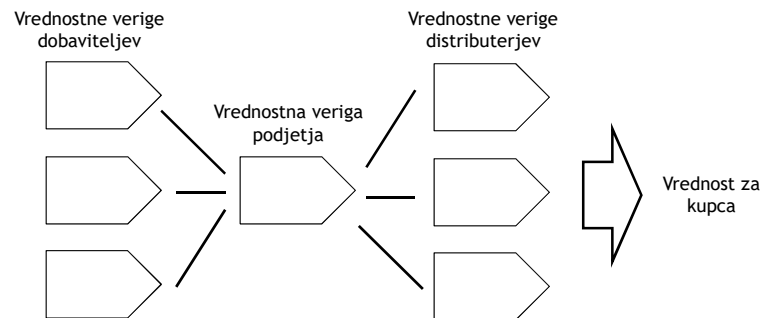 Vrednostne verige
dobaviteljev
Vrednostna veriga
podjetja
Vrednostne verige
distributerjev
Vrednost za
kupca